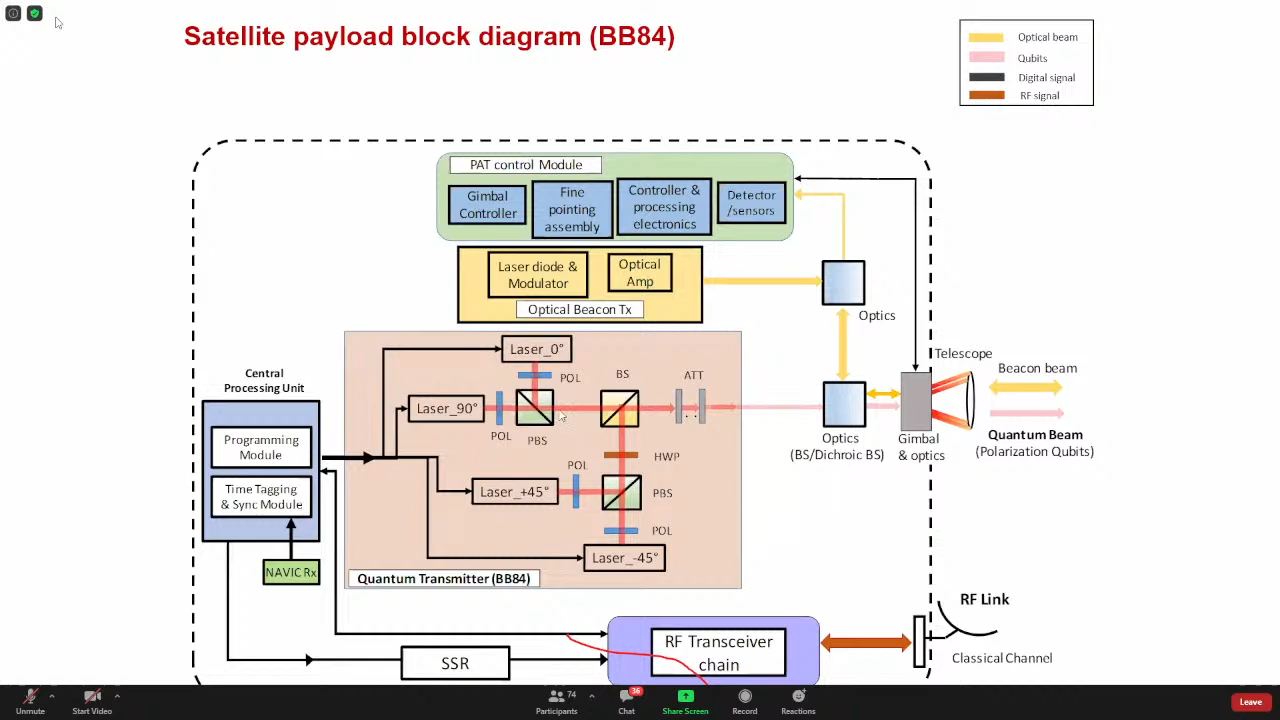 Satellite payload block diagram (BB84)
Optical beam
Qubits
Digital signal
RF signal
PAT control Module
Gimbal
Controller
Fine
pointing
assembly
Controller &
processing
electronics
Detector
/sensors
Laser diode &
Modulator
Optical
Amp
Optical Beacon Tx
Optics
Laser_0°
POL
BS
ATT
Laser_90°
POL
PBS
HWP
POL
Laser_+45°
PBS
POL
Laser_-45°
Quantum Transmitter (BB84)
Central
Processing Unit
Programming
Module
Time Tagging
& Sync Module
NAVIC Rx
Optics
(BS/Dichroic BS)
Gimbal
& optics
Telescope
Beacon beam
Quantum Beam
(Polarization Qubits)
RF Link
Classical Channel
RF Transceiver
chain
SSR
Unmute
Start Video
74
Participants
36
Chat
Share Screen
Record
Reactions
Leave